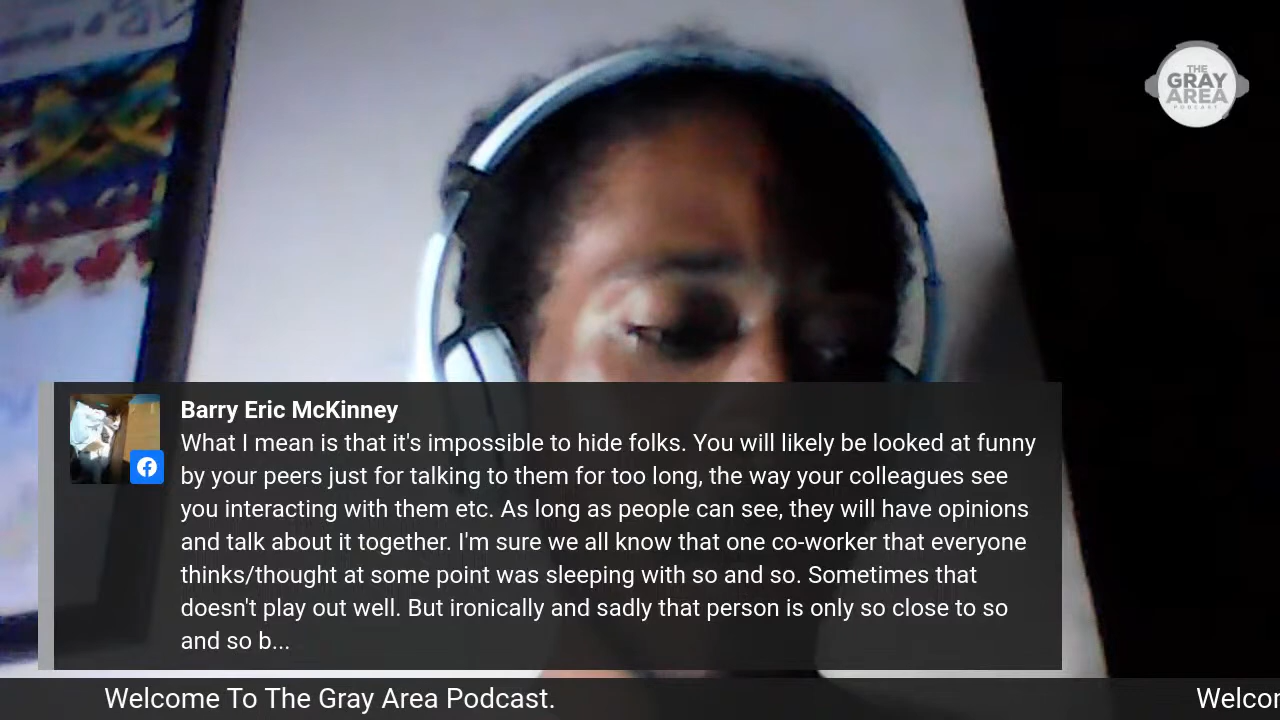 THE
GRAY
AREA
PODCAST
Barry Eric McKinney
What I mean is that it's impossible to hide folks. You will likely be looked at funny
by your peers just for talking to them for too long, the way your colleagues see
you interacting with them etc. As long as people can see, they will have opinions
and talk about it together. I'm sure we all know that one co-worker that everyone
thinks/thought at some point was sleeping with so and so. Sometimes that
doesn't play out well. But ironically and sadly that person is only so close to so
and so b...
Welcome To The Gray Area Podcast.
Welcor